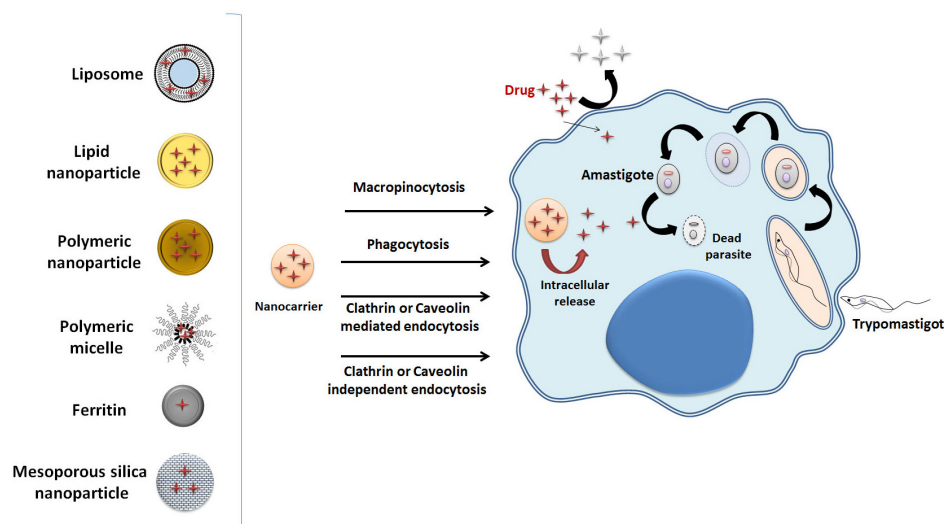 Liposome
Lipid
nanoparticle
Polymeric
nanoparticle
Polymeric
micelle
Ferritin
Mesoporous silica
nanoparticle
Nanocarrier
Macropinocytosis
Phagocytosis
Clathrin or Caveolin
mediated endocytosis
Clathrin or Caveolin
independent endocytosis
Drug
Amastigote
Dead
parasite
Intracellular
release
Trypomastigot